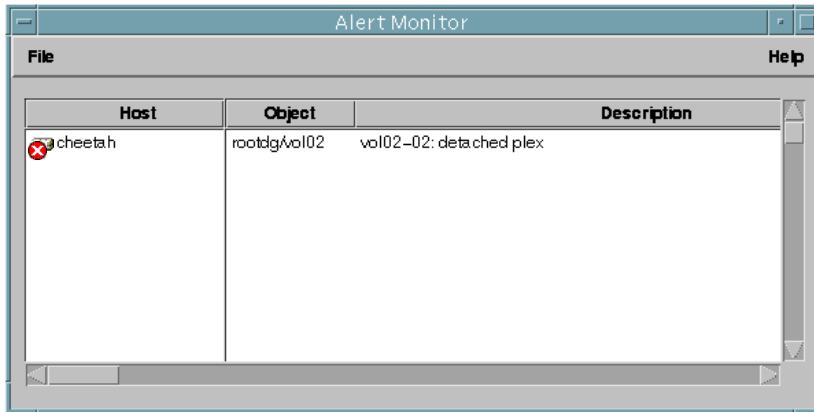 Alert Monitor
File Help
Host Object Description
cheetah rootdg/vol02 vol02-02: detached plex